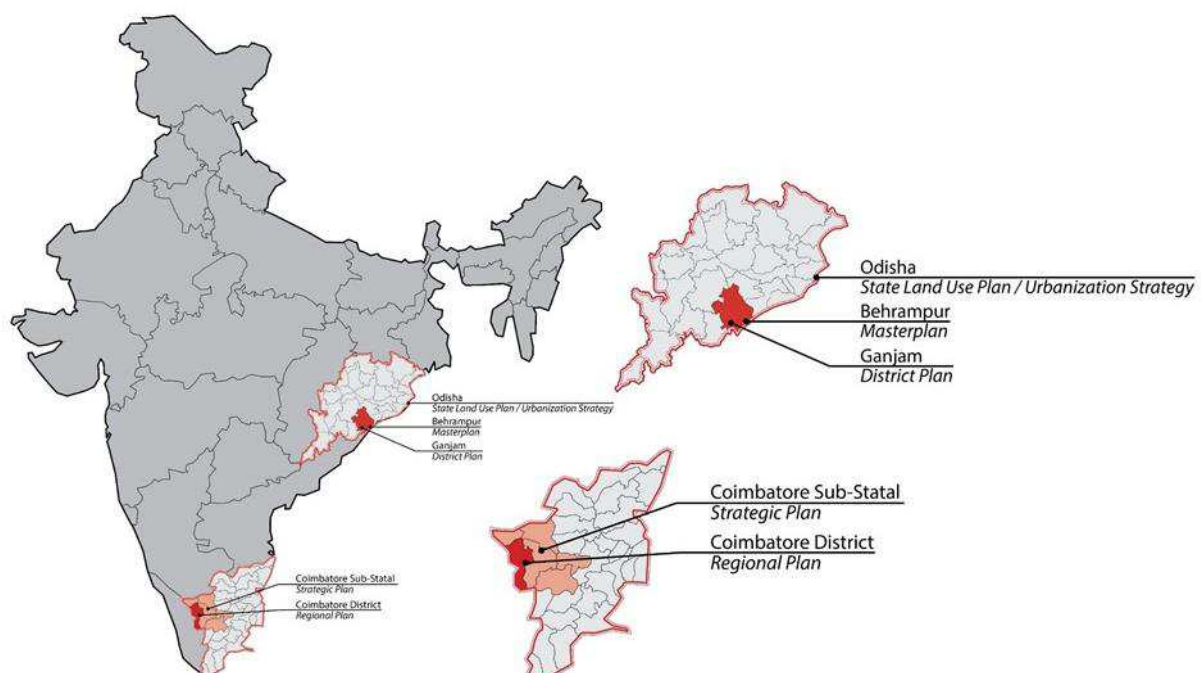 Odisha
State Land Use Plan / Urbanization Strategy
Behrampur
Masterplan
Ganjam
District Plan
Odisha
State Land Use Plan / Urbanization Strategy
Behrampur
Masterplan
Ganjam
District Plan
Coimbatore Sub-Statal
Strategic Plan
Coimbatore District
Regional Plan
Coimbatore Sub-Statal
Strategic Plan
Coimbatore District
Regional Plan